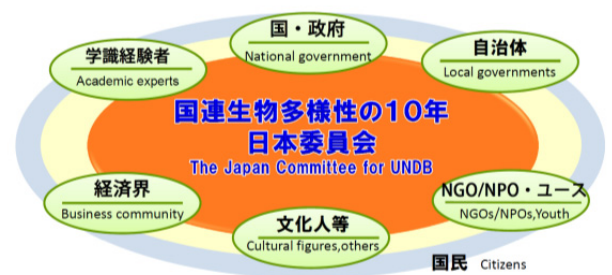 国・政府
National government
学識経験者
Academic experts
自治体
Local governments
国連生物多様性の10年
日本委員会
The Japan Committee for UNDB
経済界
Business community
NGO/NPO・ユース
NGOs/NPOs,Youth
文化人等
Cultural figures,others
国民 Citizens